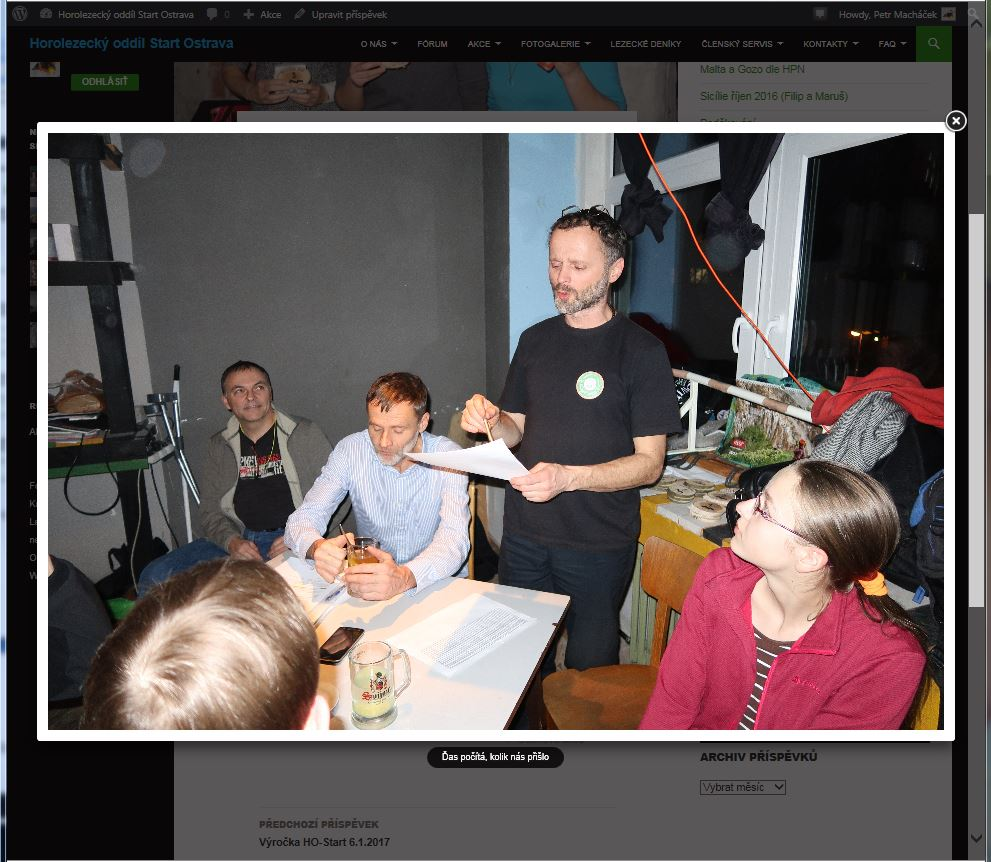 Horolezecký oddíl Start Ostrava
0
Akce
Upravit příspěvek
Howdy, Petr Macháček
Horolezecký oddíl Start Ostrava
O NÁS
FÓRUM
AKCE
FOTOGALERIE
LEZECKÉ DENÍKY
ČLENSKÝ SERVIS
KONTAKTY
FAQ
ODHLÁSIT
Malta a Gozo dle HPN
Sicílie říjen 2016 (Filip a Maruš)
Ďas počítá, kolik nás přišlo
ARCHIV PŘÍSPĚVKŮ
Vybrat měsíc
PŘEDCHOZÍ PŘÍSPĚVEK
Výročka HO-Start 6.1.2017